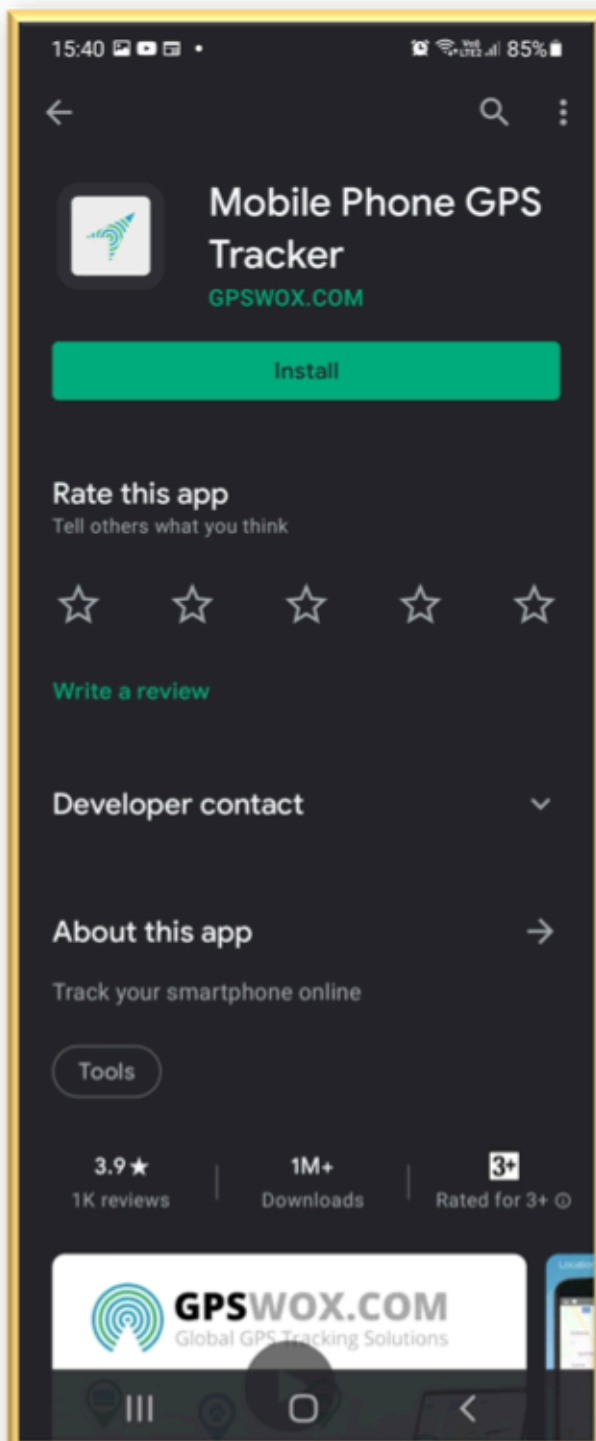 15:40 85%
Mobile Phone GPS
Tracker
GPSWOX.COM
Install
Rate this app
Tell others what you think
Write a review
Developer contact
About this app
Track your smartphone online
Tools
3.9★ 1M+ 3+
1K reviews Downloads Rated for 3+
GPSWOX.COM
Global GPS Tracking Solutions